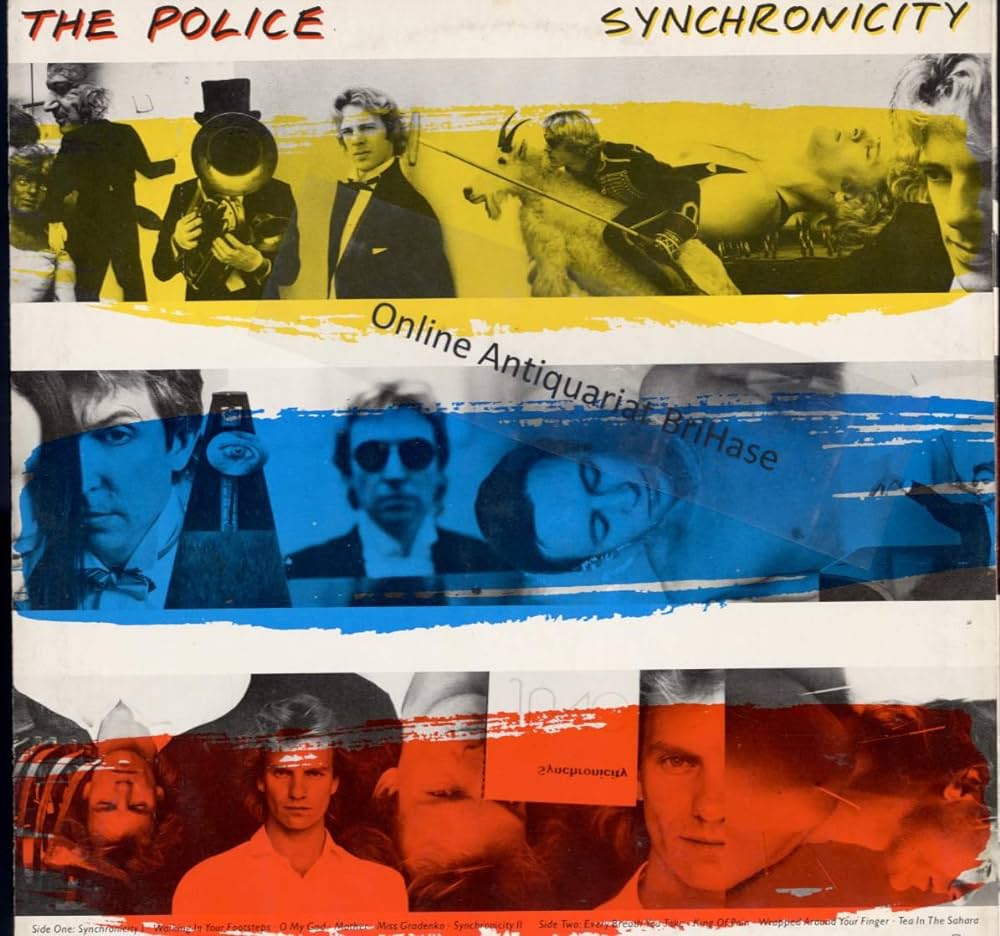 THE POLICE
SYNCHRONICITY
Online Antiquariat BriHase
Synchronicity
Side One: Synchronicity I · Walking In Your Footsteps · O My God · Mother · Miss Gradenko · Synchronicity II Side Two: Every Breath You Take · King Of Pain · Wrapped Around Your Finger · Tea In The Sahara